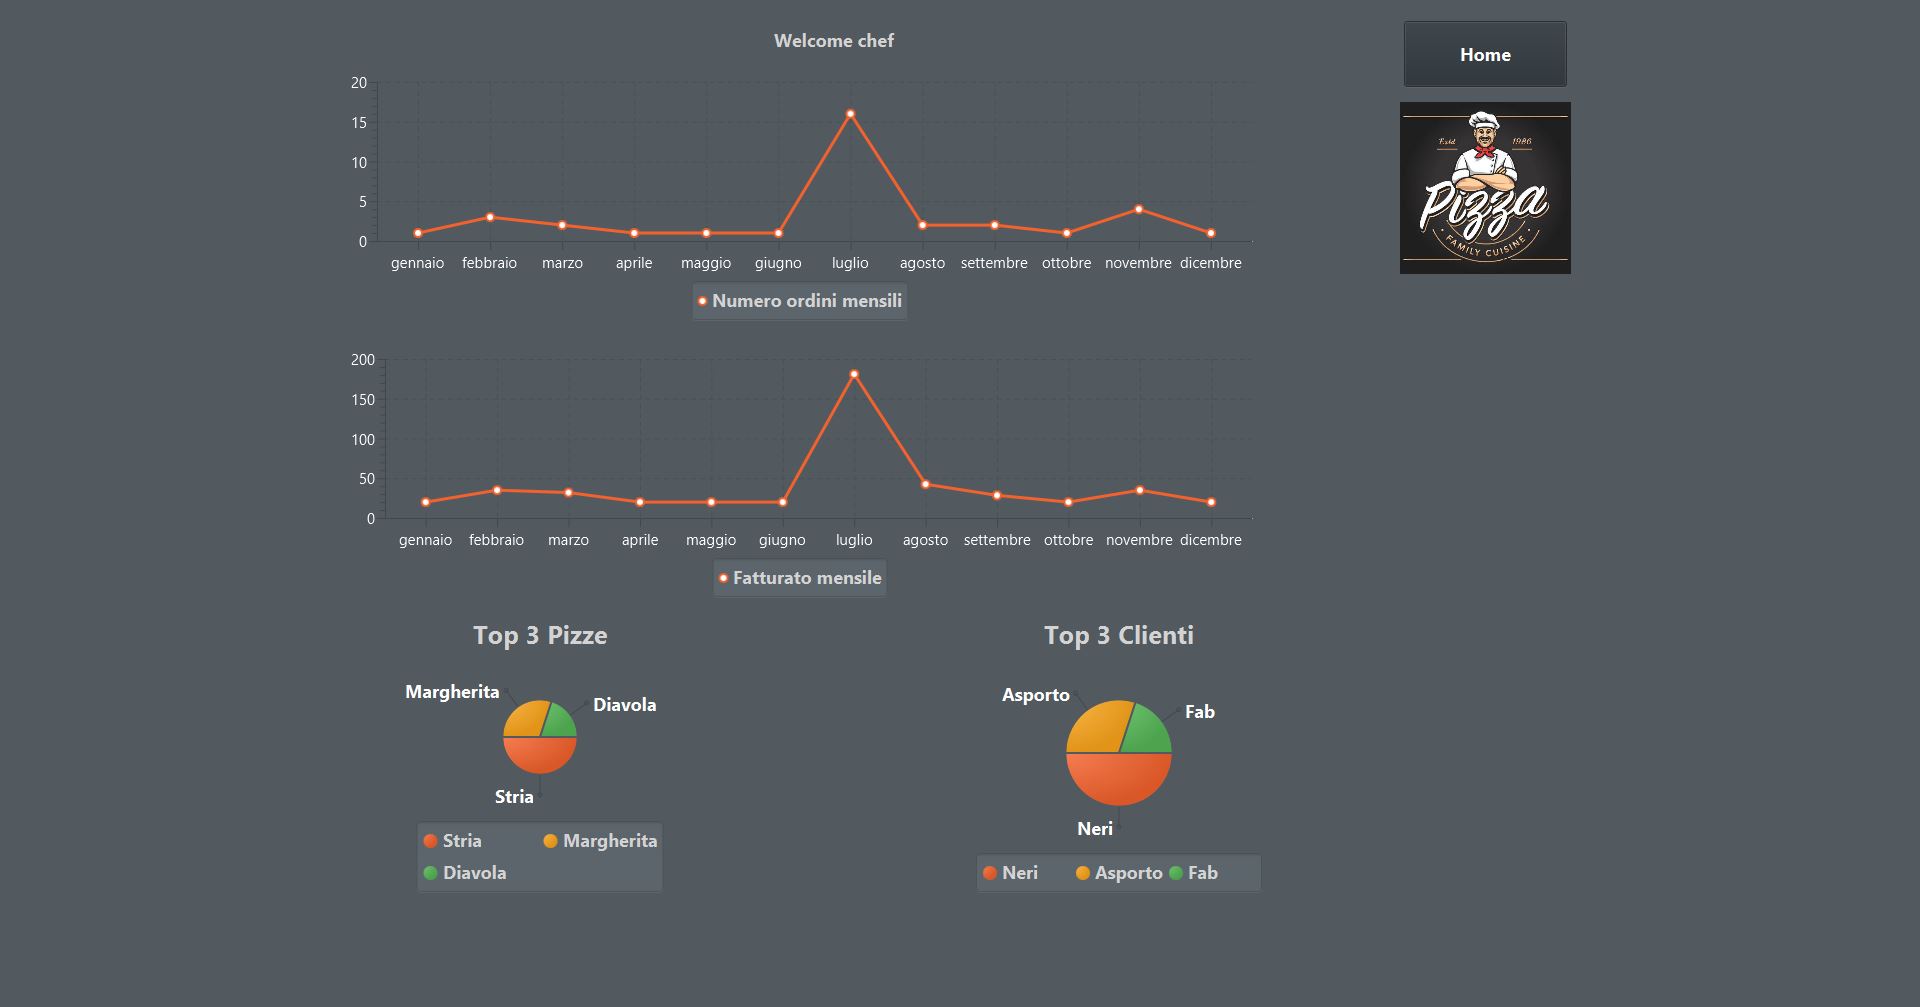 Welcome chef
Home
20
15
10
5
0
gennaio febbraio marzo aprile maggio giugno luglio agosto settembre ottobre novembre dicembre
Numero ordini mensili
Estd 1986
Pizza
FAMILY CUISINE
200
150
100
50
0
gennaio febbraio marzo aprile maggio giugno luglio agosto settembre ottobre novembre dicembre
Fatturato mensile
Top 3 Pizze
Margherita
Diavola
Stria
Stria Margherita
Diavola
Top 3 Clienti
Asporto
Fab
Neri
Neri Asporto Fab